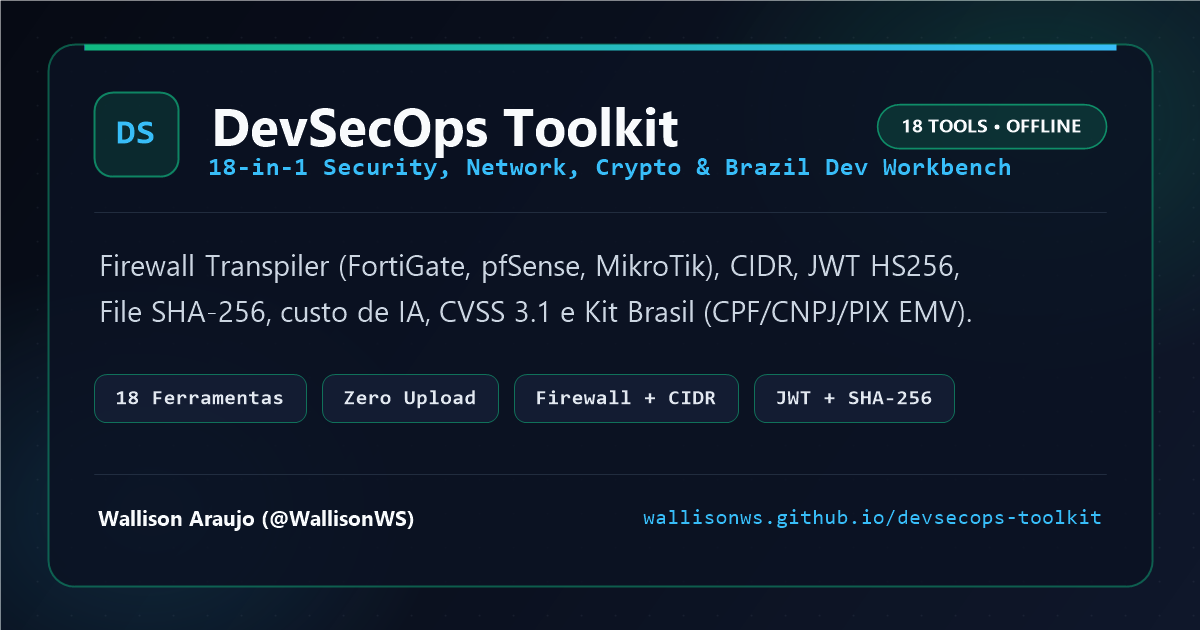 DS
DevSecOps Toolkit
18 TOOLS • OFFLINE
18-in-1 Security, Network, Crypto & Brazil Dev Workbench
Firewall Transpiler (FortiGate, pfSense, MikroTik), CIDR, JWT HS256,
File SHA-256, custo de IA, CVSS 3.1 e Kit Brasil (CPF/CNPJ/PIX EMV).
18 Ferramentas
Zero Upload
Firewall + CIDR
JWT + SHA-256
Wallison Araujo (@WallisonWS)
wallisonws.github.io/devsecops-toolkit